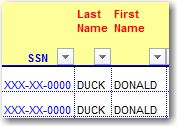 Last First
Name Name
SSN
XXX-XX-0000 DUCK DONALD
XXX-XX-0000 DUCK DONALD